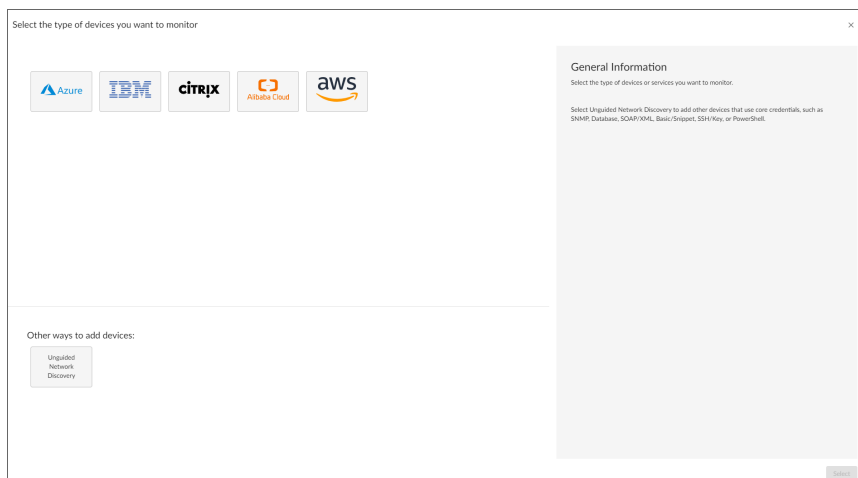 Select the type of devices you want to monitor
×
Azure
IBM
CİTRIX
Alibaba Cloud
aws
General Information
Select the type of devices or services you want to monitor.
Select Unguided Network Discovery to add other devices that use core credentials, such as
SNMP, Database, SOAP/XML, Basic/Snippet, SSH/Key, or PowerShell.
Other ways to add devices:
Unguided
Network
Discovery
Select